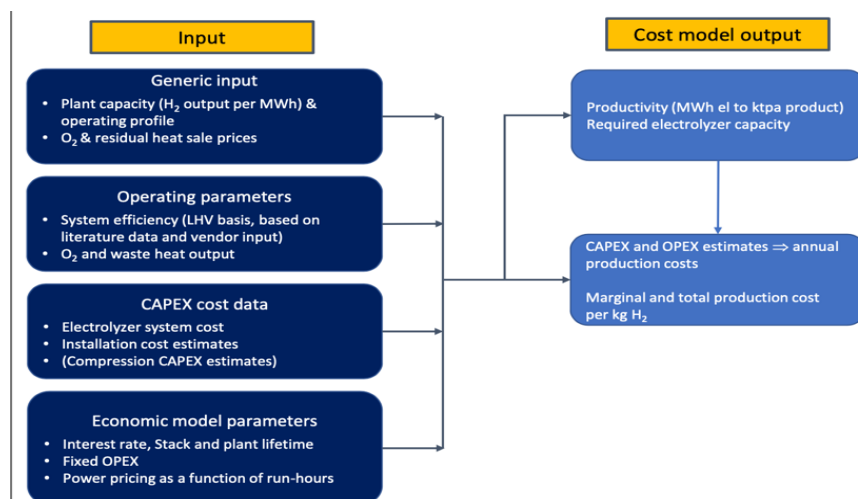 Input
Generic input
• Plant capacity (H₂ output per MWh) &
operating profile
• O₂ & residual heat sale prices
Operating parameters
• System efficiency (LHV basis, based on
literature data and vendor input)
• O₂ and waste heat output
CAPEX cost data
• Electrolyzer system cost
• Installation cost estimates
• (Compression CAPEX estimates)
Economic model parameters
• Interest rate, Stack and plant lifetime
• Fixed OPEX
• Power pricing as a function of run-hours
Cost model output
Productivity (MWh el to ktpa product)
Required electrolyzer capacity
CAPEX and OPEX estimates ⇒ annual
production costs
Marginal and total production cost
per kg H₂